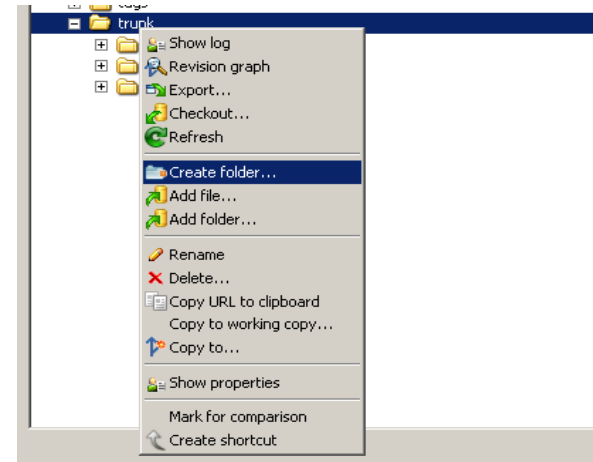 tags
trunk
Show log
Revision graph
Export...
Checkout...
Refresh
Create folder...
Add file...
Add folder...
Rename
Delete...
Copy URL to clipboard
Copy to working copy...
Copy to...
Show properties
Mark for comparison
Create shortcut